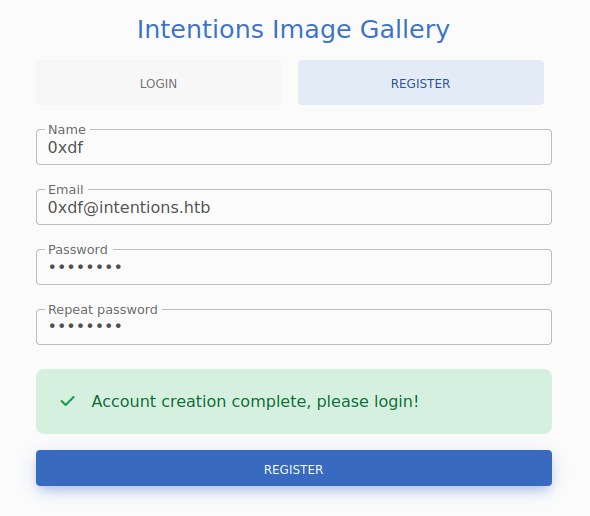 Intentions Image Gallery
LOGIN
REGISTER
Name
0xdf
Email
0xdf@intentions.htb
Password
••••••••
Repeat password
••••••••
Account creation complete, please login!
REGISTER